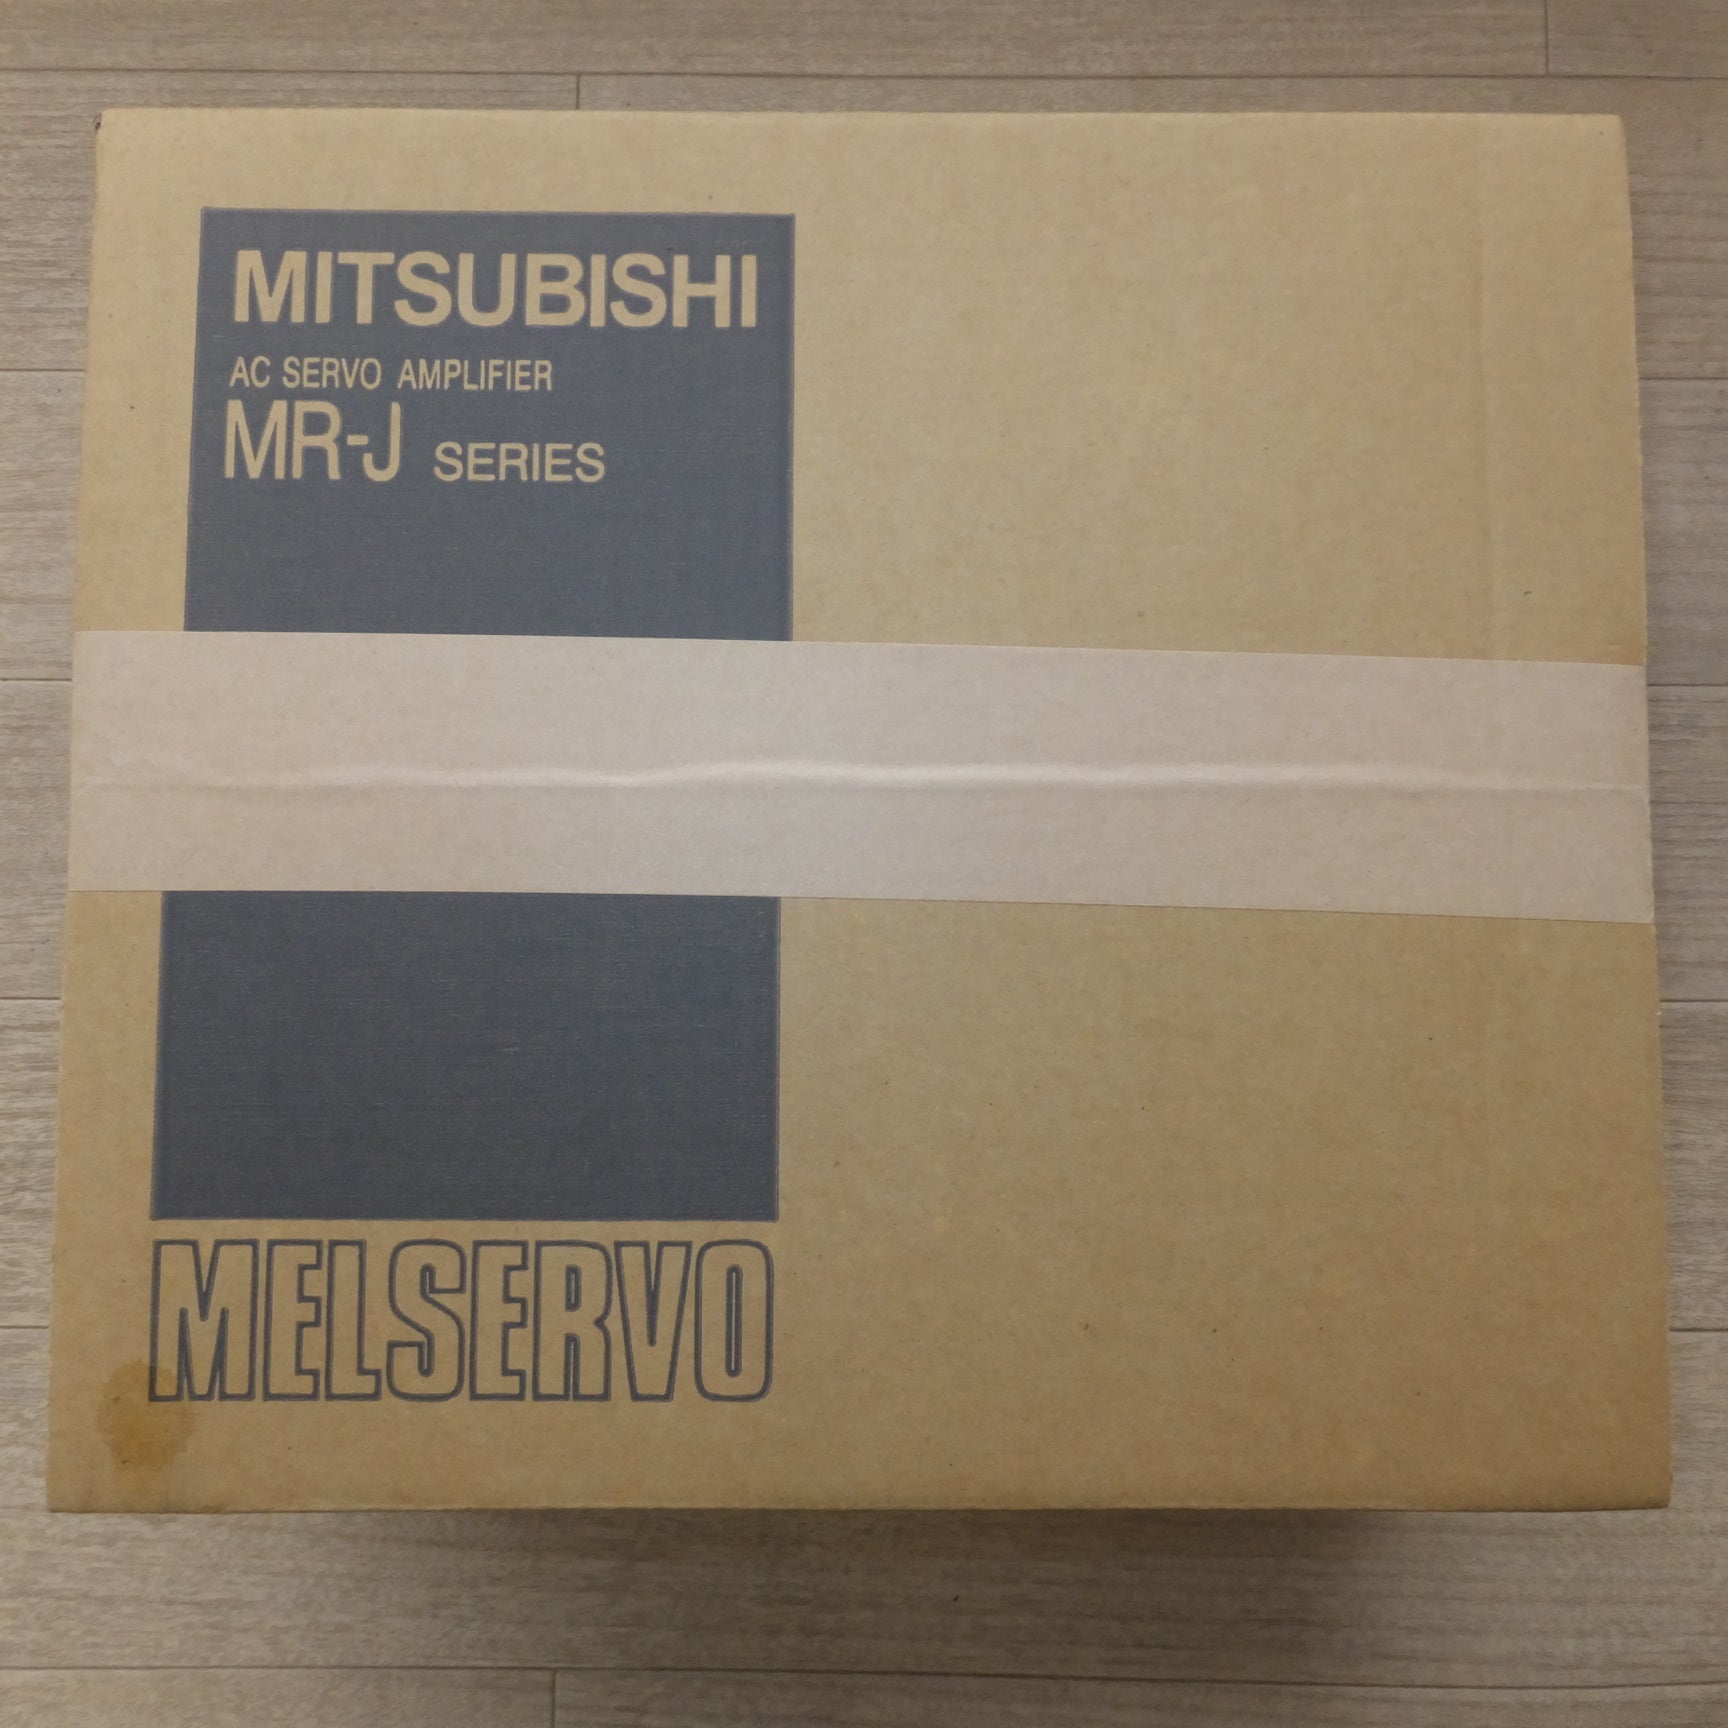 MITSUBISHI
AC SERVO AMPLIFIER
MR-J SERIES
MELSERVO